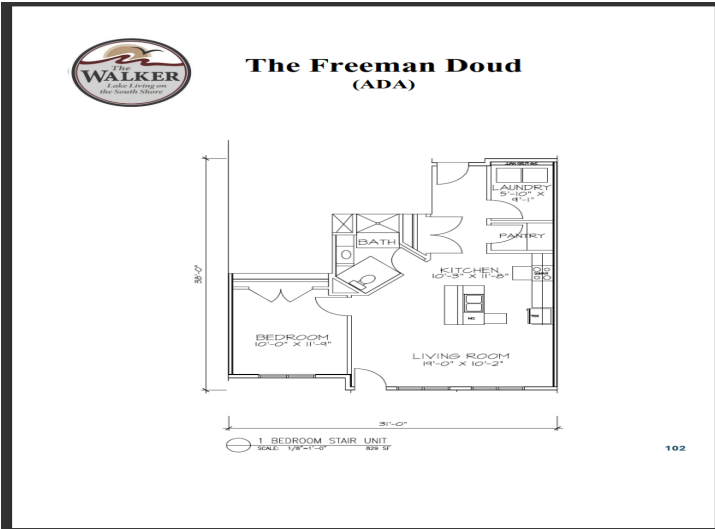 The
WALKER
Lake Living on
the South Shore
The Freeman Doud
(ADA)
LAUNDRY
5'-10" X
9'-1"
PANTRY
BATH
KITCHEN
10'-3" X 11'-8"
38'-0"
BEDROOM
10'-0" X 11'-9"
LIVING ROOM
19'-0" X 10'-2"
31'-0"
1 BEDROOM STAIR UNIT
SCALE: 1/8"=1'-0" 829 SF
102